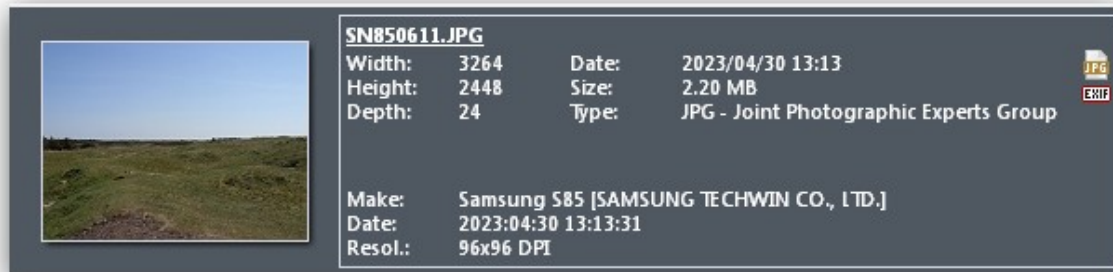 SN850611.JPG
Width: 3264 Date: 2023/04/30 13:13
Height: 2448 Size: 2.20 MB
Depth: 24 Type: JPG - Joint Photographic Experts Group
JPG
EXIF
Make: Samsung S85 [SAMSUNG TECHWIN CO., LTD.]
Date: 2023:04:30 13:13:31
Resol.: 96x96 DPI